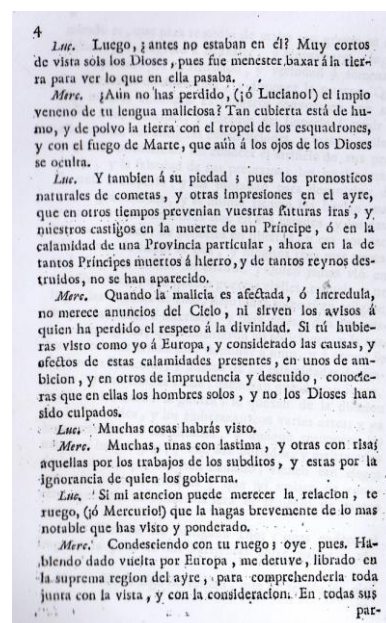 4
Luc. Luego, ¿antes no estaban en él? Muy cortos
de vista sois los Dioses, pues fue menester baxar á la tier-
ra para ver lo que en ella pasaba.
Merc. ¿Aún no has perdido, (¡ó Luciano!) el impio
veneno de tu lengua maliciosa? Tan cubierta está de hu-
mo, y de polvo la tierra con el tropel de los esquadrones,
y con el fuego de Marte, que aún á los ojos de los Dioses
se oculta.
Luc. Y tambien á su piedad; pues los pronosticos
naturales de cometas, y otras impresiones en el ayre,
que en otros tiempos prevenian vuestras futuras iras, y
nuestros castigos en la muerte de un Príncipe, ó en la
calamidad de una Provincia particular, ahora en la de
tantos Príncipes muertos á hierro, y de tantos reynos des-
truidos, no se han aparecido.
Merc. Quando la malicia es afectada, ó incredula,
no merece anuncios del Cielo, ni sirven los avisos á
quien ha perdido el respeto á la divinidad. Si tú hubie-
ras visto como yo á Europa, y considerado las causas, y
efectos de estas calamidades presentes, en unos de am-
bicion, y en otros de imprudencia y descuido, conocie-
ras que en ellas los hombres solos, y no los Dioses han
sido culpados.
Luc. Muchas cosas habrás visto.
Merc. Muchas, unas con lastima, y otras con risa;
aquellas por los trabajos de los subditos, y estas por la
ignorancia de quien los gobierna.
Luc. Si mi atencion puede merecer la relacion, te
ruego, (¡ó Mercurio!) que la hagas brevemente de lo mas
notable que has visto y ponderado.
Merc. Condesciendo con tu ruego; oye pues. Ha-
biendo dado vuelta por Europa, me detuve, librado en
la suprema region del ayre, para comprehenderla toda
junta con la vista, y con la consideracion. En todas sus
par-